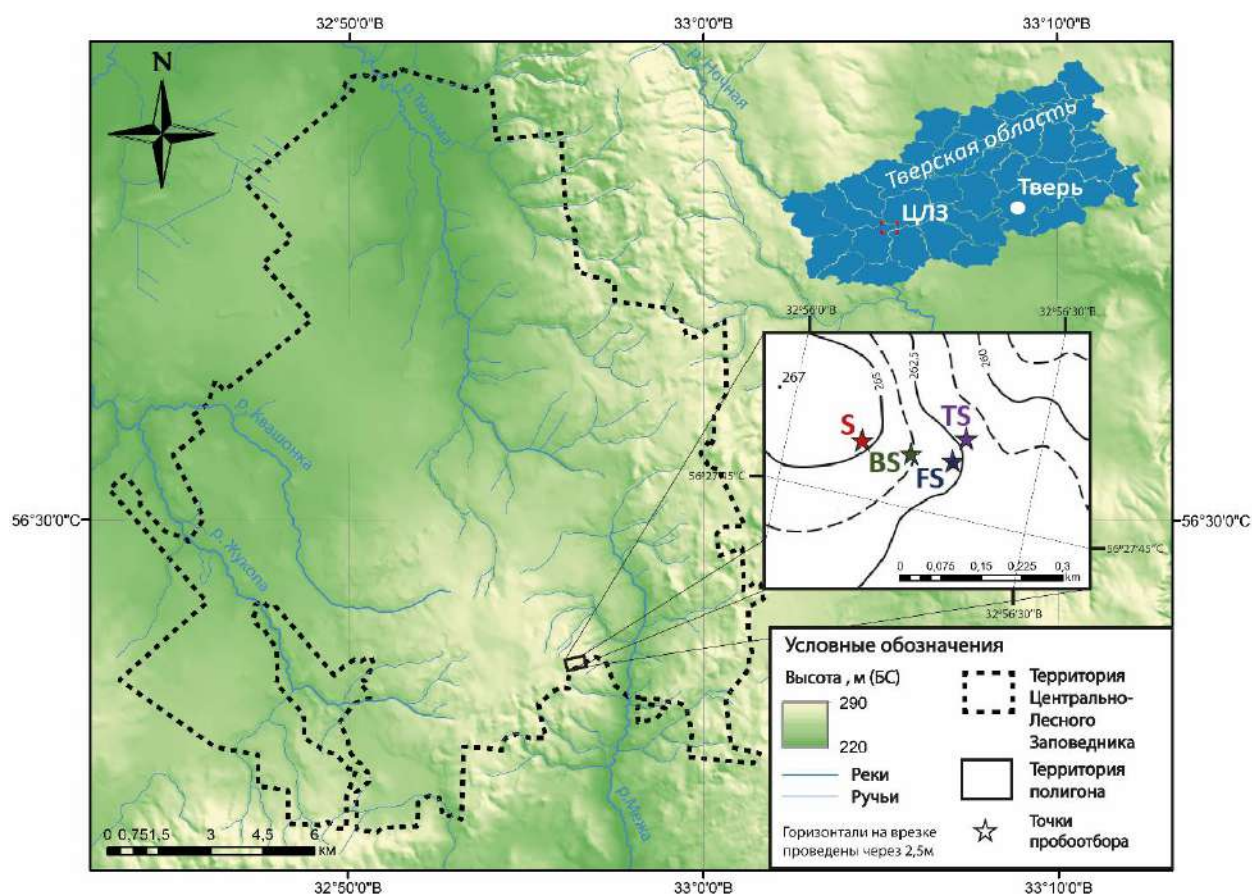 32°50'0"В
33°0'0"В
33°10'0"В
N
р. Тюльма
р. Ночная
Тверская область
Тверь
ЦЛЗ
32°56'0"В
32°56'30"В
267
265
262,5
260
S
BS
TS
FS
56°27'45"С
56°27'45"С
0 0,075 0,15 0,225 0,3
km
32°56'30"В
р. Квашонка
56°30'0"С
56°30'0"С
р. Жукопа
р.Межа
Условные обозначения
Высота , м (БС)
290
220
Реки
Ручьи
Горизонтали на врезке
проведены через 2,5м
Территория
Центрально-
Лесного
Заповедника
Территория
полигона
Точки
пробоотбора
0 0,75 1,5 3 4,5 6
км
32°50'0"В
33°0'0"В
33°10'0"В